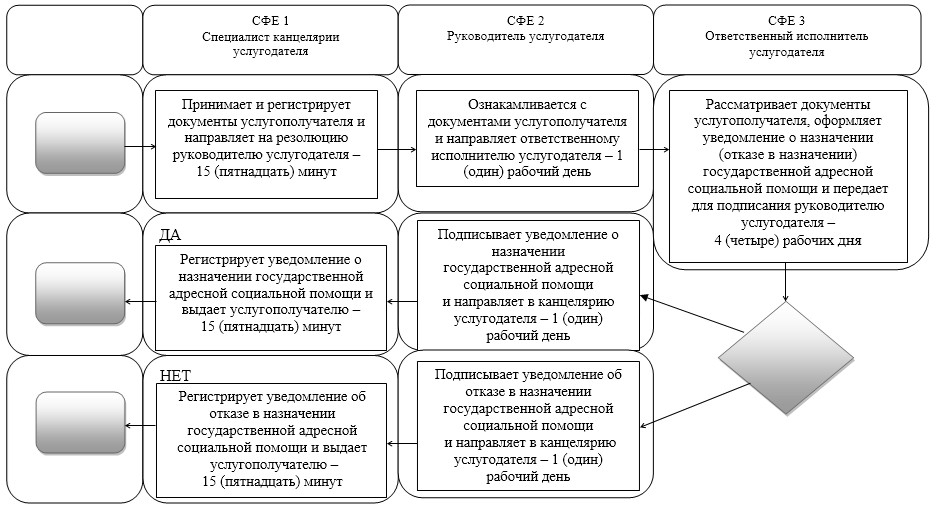 СФЕ 1
Специалист канцелярии
услугодателя
СФЕ 2
Руководитель услугодателя
СФЕ 3
Ответственный исполнитель
услугодателя
Принимает и регистрирует
документы услугополучателя и
направляет на резолюцию
руководителю услугодателя –
15 (пятнадцать) минут
Ознакамливается с
документами услугополучателя
и направляет ответственному
исполнителю услугодателя – 1
(один) рабочий день
Рассматривает документы
услугополучателя, оформляет
уведомление о назначении
(отказе в назначении)
государственной адресной
социальной помощи и передает
для подписания руководителю
услугодателя –
4 (четыре) рабочих дня
ДА
Регистрирует уведомление о
назначении государственной
адресной социальной помощи и
выдает услугополучателю –
15 (пятнадцать) минут
Подписывает уведомление о
назначении
государственной адресной
социальной помощи
и направляет в канцелярию
услугодателя – 1 (один)
рабочий день
НЕТ
Регистрирует уведомление об
отказе в назначении
государственной адресной
социальной помощи и выдает
услугополучателю –
15 (пятнадцать) минут
Подписывает уведомление об
отказе в назначении
государственной адресной
социальной помощи
и направляет в канцелярию
услугодателя – 1 (один)
рабочий день